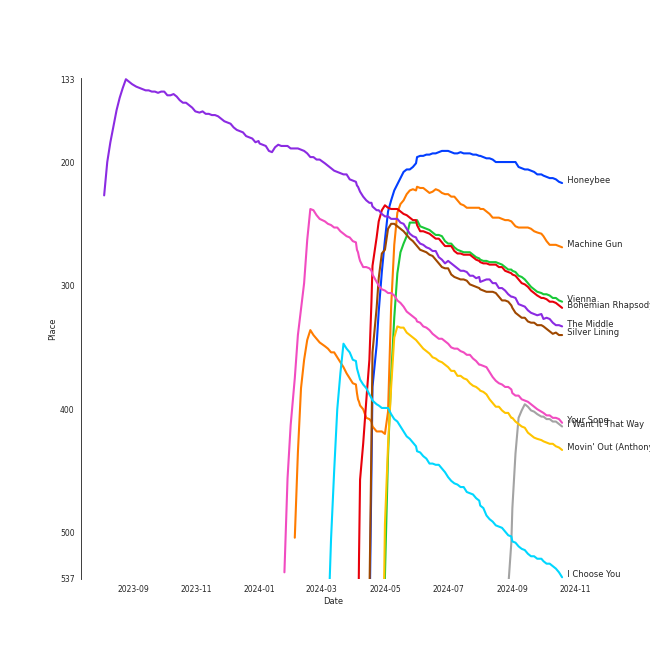 133
200
300
400
500
537
Place
2023-09
2023-11
2024-01
2024-03
2024-05
2024-07
2024-09
2024-11
Date
Honeybee
Machine Gun
Vienna
Bohemian Rhapsod
The Middle
Silver Lining
Your Song
I Want It That Way
Movin' Out (Anthony
I Choose You